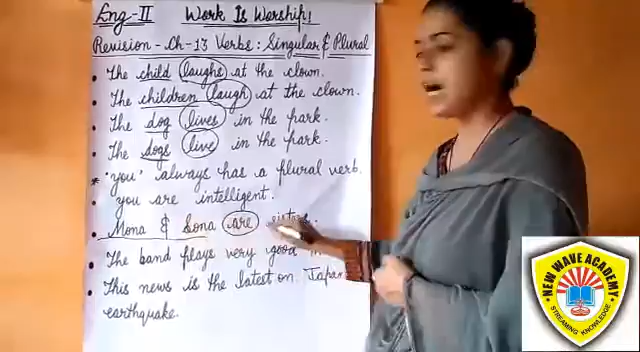 Eng-II Work Is Worship!
Revision - Ch-13 Verbs: Singular & Plural
• The child laughs at the clown.
• The children laugh at the clown.
• The dog lives in the park.
• The dogs live in the park.
* 'you' always has a plural verb.
• you are intelligent.
• Mona & Sona are
• The band plays very good
• This news is the latest on Japan
earthquake.
NEW WAVE ACADEMY
STREAMING KNOWLEDGE